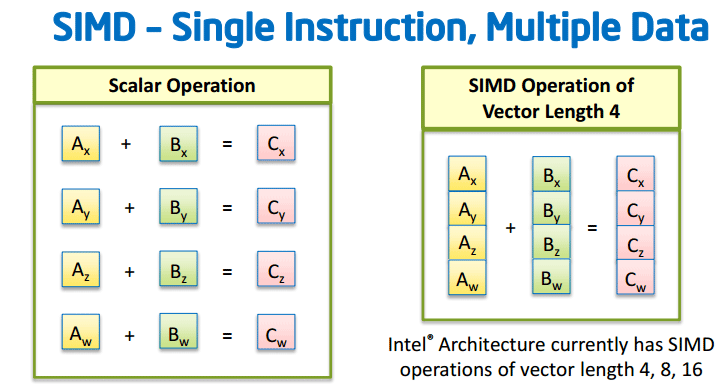 SIMD – Single Instruction, Multiple Data
Scalar Operation
Ax + Bx = Cx
Ay + By = Cy
Az + Bz = Cz
Aw + Bw = Cw
SIMD Operation of
Vector Length 4
Ax Bx Cx
Ay By Cy
+ =
Az Bz Cz
Aw Bw Cw
Intel® Architecture currently has SIMD
operations of vector length 4, 8, 16